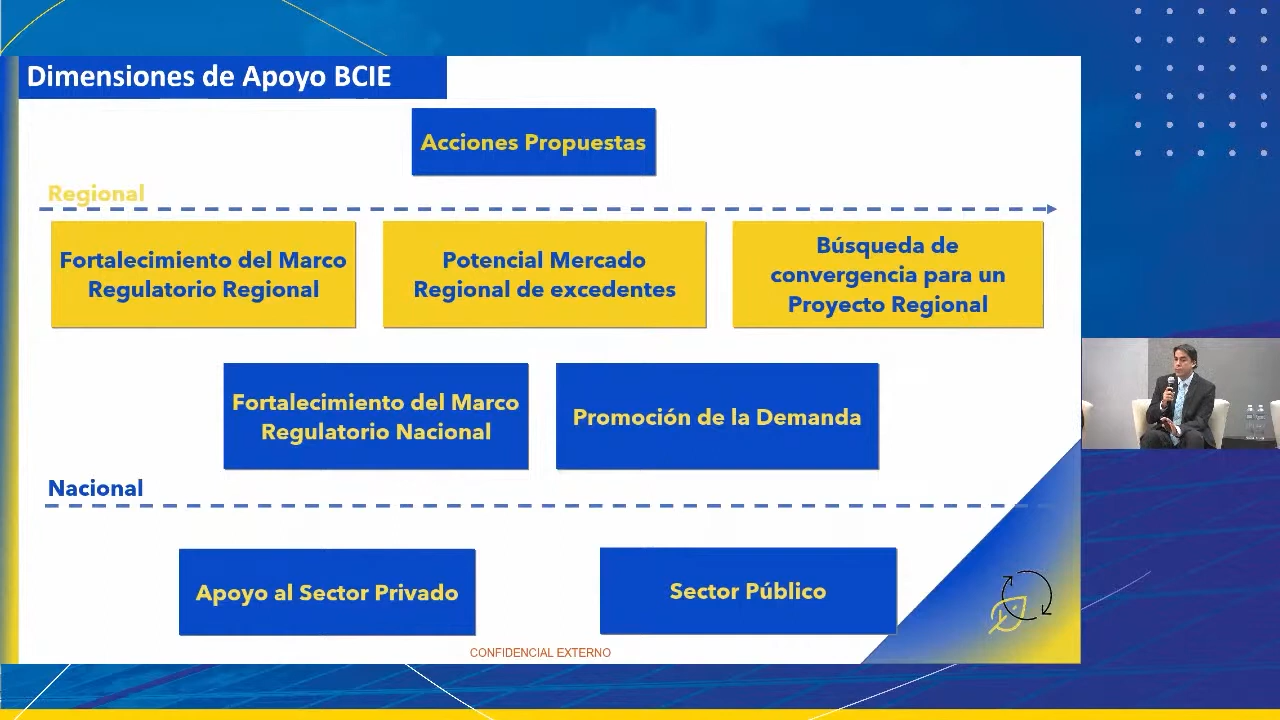 Dimensiones de Apoyo BCIE
Acciones Propuestas
Regional
Fortalecimiento del Marco
Regulatorio Regional
Potencial Mercado
Regional de excedentes
Búsqueda de
convergencia para un
Proyecto Regional
Fortalecimiento del Marco
Regulatorio Nacional
Promoción de la Demanda
Nacional
Apoyo al Sector Privado
Sector Público
CONFIDENCIAL EXTERNO